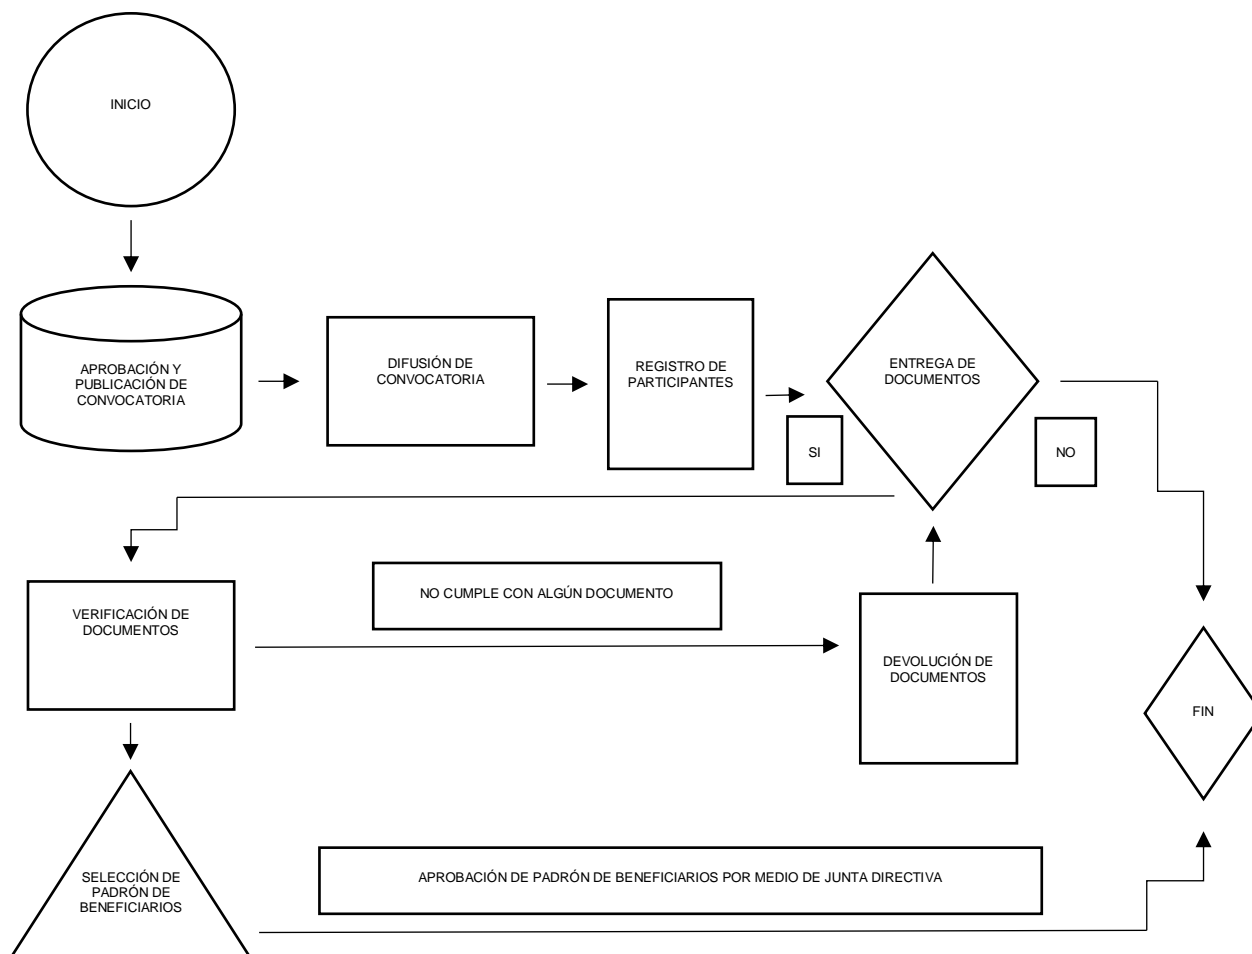 INICIO
APROBACIÓN Y
PUBLICACIÓN DE
CONVOCATORIA
DIFUSIÓN DE
CONVOCATORIA
REGISTRO DE
PARTICIPANTES
ENTREGA DE
DOCUMENTOS
SI
NO
VERIFICACIÓN DE
DOCUMENTOS
NO CUMPLE CON ALGÚN DOCUMENTO
DEVOLUCIÓN DE
DOCUMENTOS
FIN
SELECCIÓN DE
PADRÓN DE
BENEFICIARIOS
APROBACIÓN DE PADRÓN DE BENEFICIARIOS POR MEDIO DE JUNTA DIRECTIVA